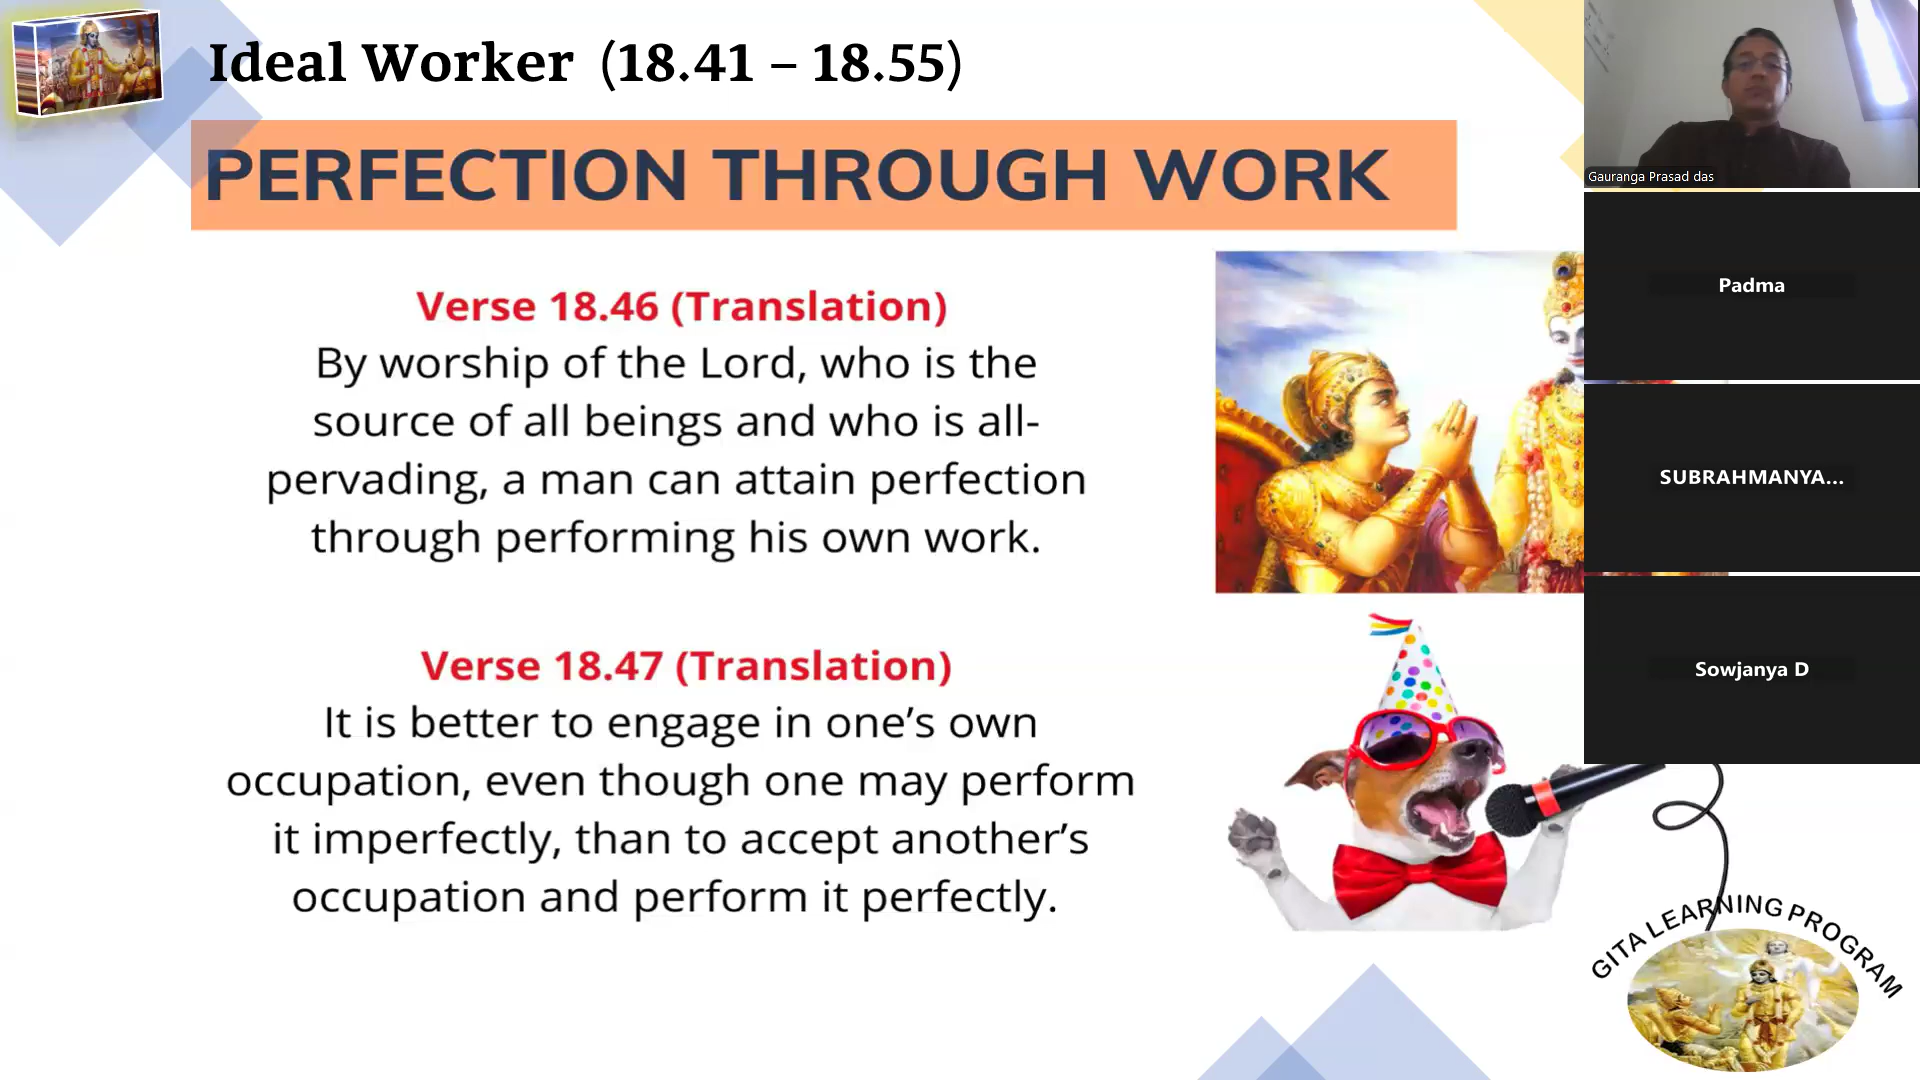 Ideal Worker (18.41 – 18.55)
PERFECTION THROUGH WORK
Verse 18.46 (Translation)
By worship of the Lord, who is the
source of all beings and who is all-
pervading, a man can attain perfection
through performing his own work.
Verse 18.47 (Translation)
It is better to engage in one’s own
occupation, even though one may perform
it imperfectly, than to accept another’s
occupation and perform it perfectly.
Gauranga Prasad das
Padma
SUBRAHMANYA...
Sowjanya D
GITA LEARNING PROGRAM